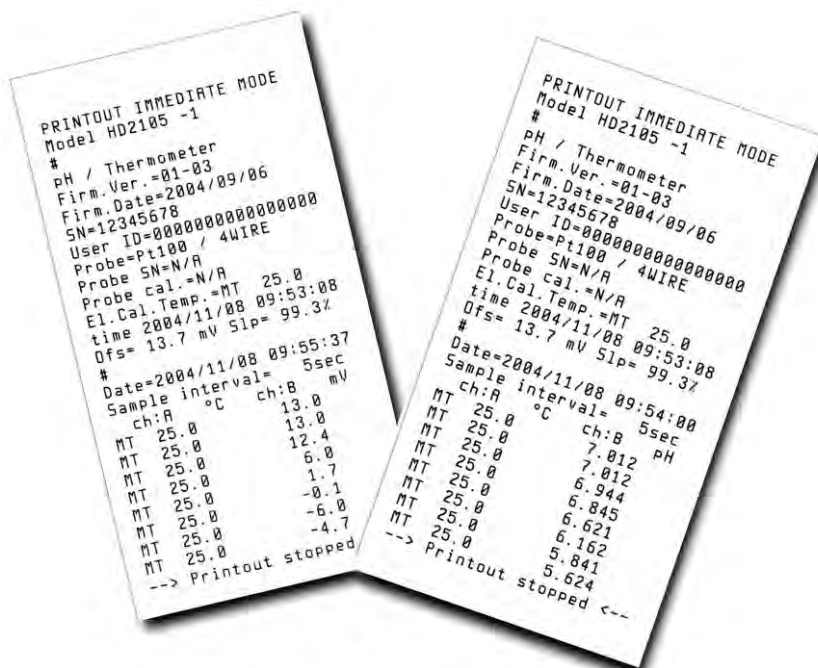 PRINTOUT IMMEDIATE MODE
Model HD2105 -1
#
pH / Thermometer
Firm.Ver.=01-03
Firm.Date=2004/09/06
SN=12345678
User ID=0000000000000000
Probe=Pt100 / 4WIRE
Probe SN=N/A
Probe cal.=N/A
El.Cal.Temp.=MT 25.0
time 2004/11/08 09:53:08
Ofs= 13.7 mV Slp= 99.3%
#
Date=2004/11/08 09:55:37
Sample interval= 5sec
ch:A °C ch:B mV
MT 25.0 13.0
MT 25.0 13.0
MT 25.0 12.4
MT 25.0 6.0
MT 25.0 1.7
MT 25.0 -0.1
MT 25.0 -6.0
MT 25.0 -4.7
--> Printout stopped
PRINTOUT IMMEDIATE MODE
Model HD2105 -1
#
pH / Thermometer
Firm.Ver.=01-03
Firm.Date=2004/09/06
SN=12345678
User ID=0000000000000000
Probe=Pt100 / 4WIRE
Probe SN=N/A
Probe cal.=N/A
El.Cal.Temp.=MT 25.0
time 2004/11/08 09:53:08
Ofs= 13.7 mV Slp= 99.3%
#
Date=2004/11/08 09:54:00
Sample interval= 5sec
ch:A °C ch:B pH
MT 25.0 7.012
MT 25.0 7.012
MT 25.0 6.944
MT 25.0 6.845
MT 25.0 6.621
MT 25.0 6.162
MT 25.0 5.841
MT 25.0 5.624
--> Printout stopped <--